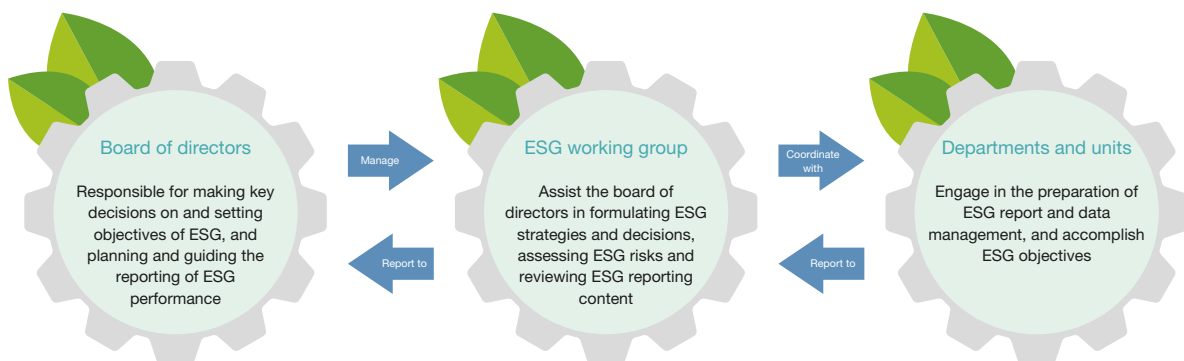 Board of directors
Responsible for making key
decisions on and setting
objectives of ESG, and
planning and guiding the
reporting of ESG
performance
Manage
Report to
ESG working group
Assist the board of
directors in formulating ESG
strategies and decisions,
assessing ESG risks and
reviewing ESG reporting
content
Coordinate
with
Report to
Departments and units
Engage in the preparation of
ESG report and data
management, and accomplish
ESG objectives